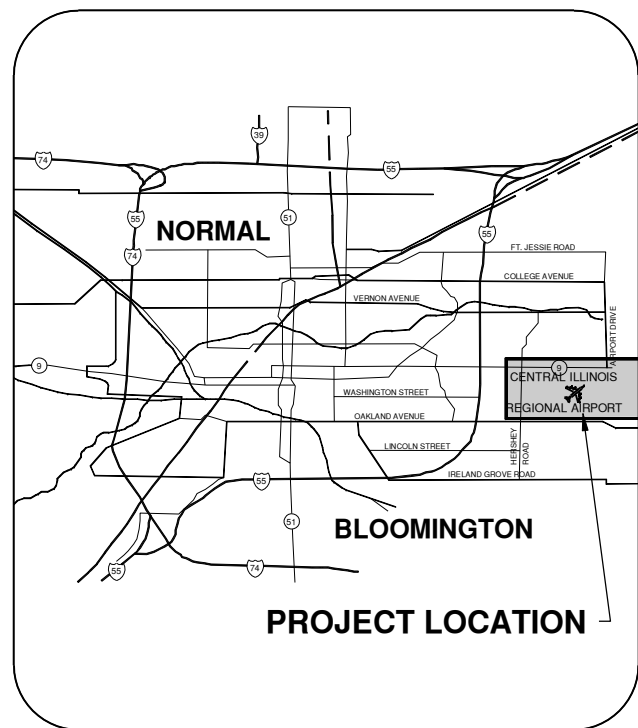 39
74
55
55
NORMAL
51
55
55
74
FT. JESSIE ROAD
COLLEGE AVENUE
VERNON AVENUE
AIRPORT DRIVE
9
9
CENTRAL ILLINOIS
REGIONAL AIRPORT
WASHINGTON STREET
OAKLAND AVENUE
HERSHEY
ROAD
LINCOLN STREET
IRELAND GROVE ROAD
55
51
BLOOMINGTON
55
74
PROJECT LOCATION